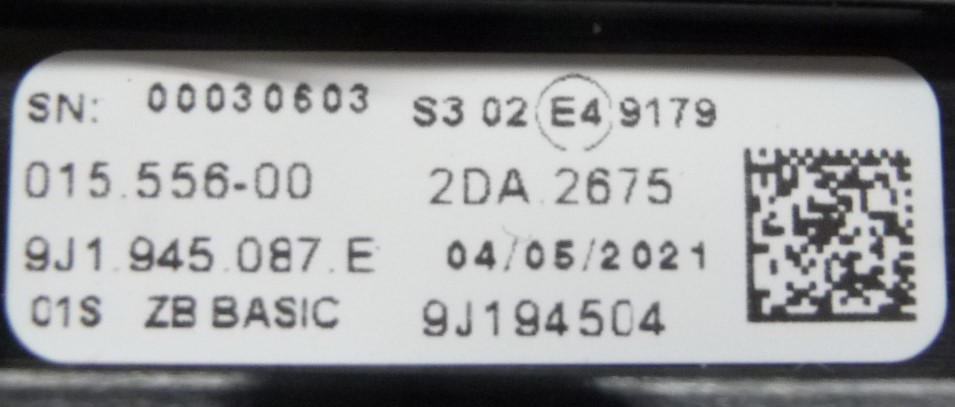 SN: 00030603 S3 02 E4 9179
015.556-00 2DA.2675
9J1.945.087.E 04/05/2021
01S ZB BASIC 9J194504